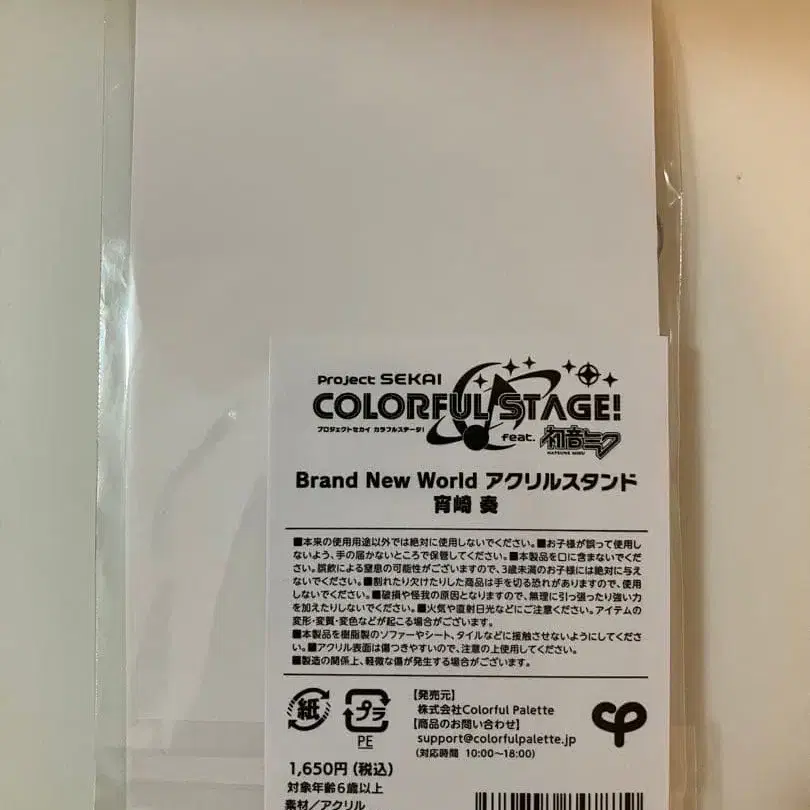 Project SEKAI
COLORFUL STAGE!
プロジェクトセカイ カラフルステージ!
feat. 初音ミク
HATSUNE MIKU
Brand New World アクリルスタンド
宵崎 奏
■本来の使用用途以外では絶対に使用しないでください。■お子様が誤って使用し
ないよう、手の届かないところで保管してください。■本製品を口に含まないでくだ
さい。誤飲による窒息の可能性がございますので、3歳未満のお子様には絶対に与え
ないでください。■割れたり欠けたりした商品は手を切る恐れがありますので、使用
しないでください。■破損や怪我の原因となりますので、無理に引っ張ったり強い力
を加えたりしないでください。■火気や直射日光などにご注意ください。アイテムの
変形・変質・変色などが起こる場合がございます。
■本製品を樹脂製のソファーやシート、タイルなどに接触させないようにしてくださ
い。■アクリル表面は傷つきやすいので、注意の上使用してください。
■製造の関係上、軽微な傷が発生する場合がございます。
紙
プラ
PE
【発売元】
株式会社Colorful Palette
【商品のお問い合わせ】
support@colorfulpalette.jp
(対応時間 10:00～18:00)
1,650円(税込)
対象年齢6歳以上
素材/アクリル